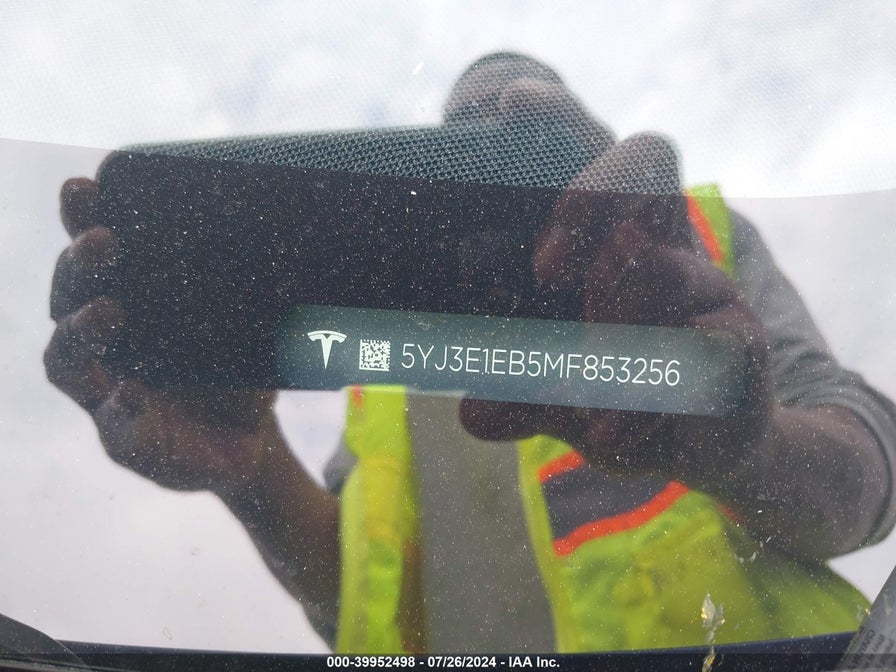 5YJ3E1EB5MF853256
000-39952498 - 07/26/2024 - IAA Inc.